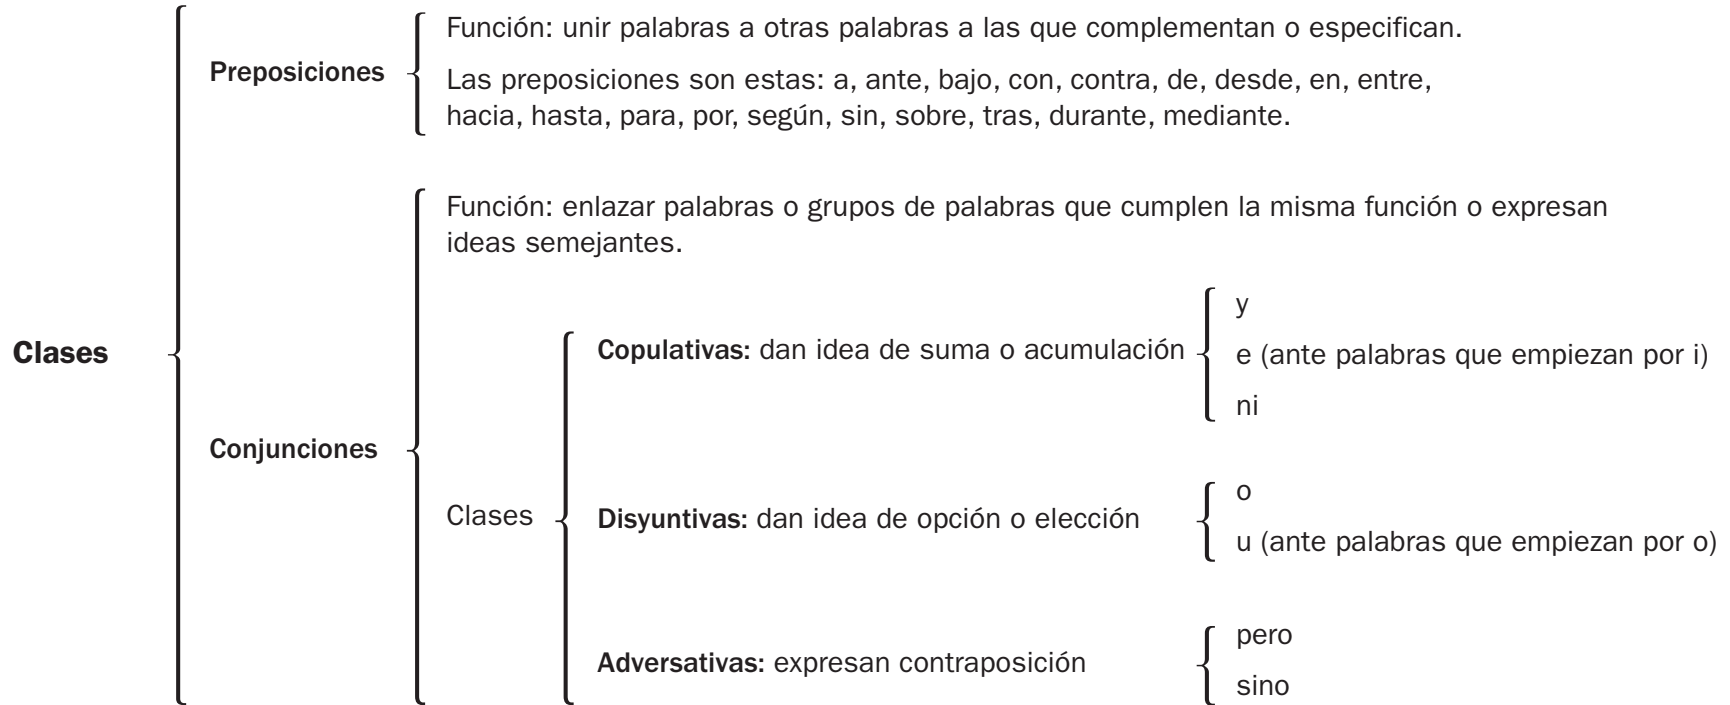 Clases
Preposiciones
Función: unir palabras a otras palabras a las que complementan o especifican.
Las preposiciones son estas: a, ante, bajo, con, contra, de, desde, en, entre,
hacia, hasta, para, por, según, sin, sobre, tras, durante, mediante.
Conjunciones
Función: enlazar palabras o grupos de palabras que cumplen la misma función o expresan
ideas semejantes.
Clases
Copulativas: dan idea de suma o acumulación
y
e (ante palabras que empiezan por i)
ni
Disyuntivas: dan idea de opción o elección
o
u (ante palabras que empiezan por o)
Adversativas: expresan contraposición
pero
sino